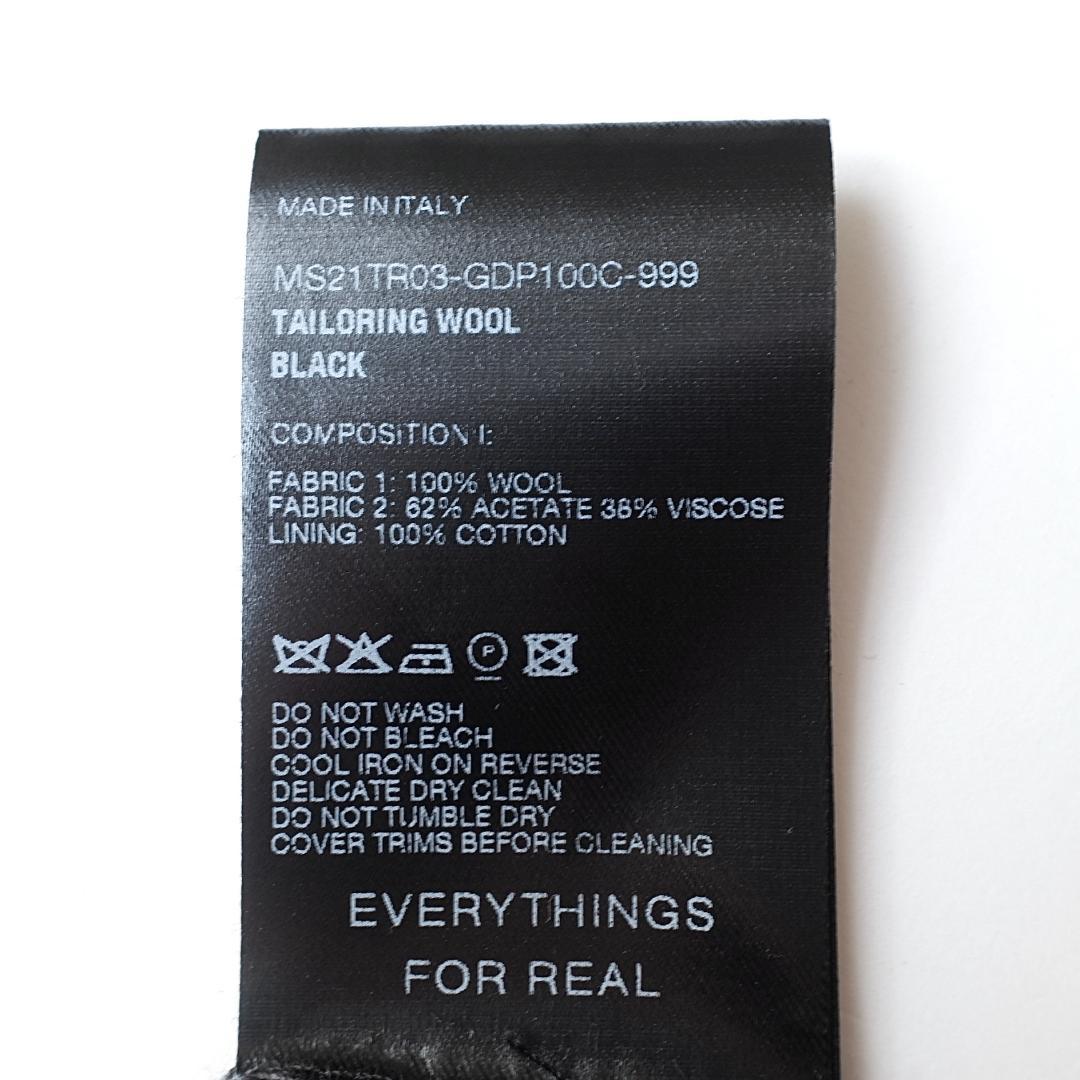 MADE IN ITALY
MS21TR03-GDP100C-999
TAILORING WOOL
BLACK
COMPOSITION I:
FABRIC 1: 100% WOOL
FABRIC 2: 62% ACETATE 38% VISCOSE
LINING: 100% COTTON
P
DO NOT WASH
DO NOT BLEACH
COOL IRON ON REVERSE
DELICATE DRY CLEAN
DO NOT TUMBLE DRY
COVER TRIMS BEFORE CLEANING
EVERYTHINGS
FOR REAL